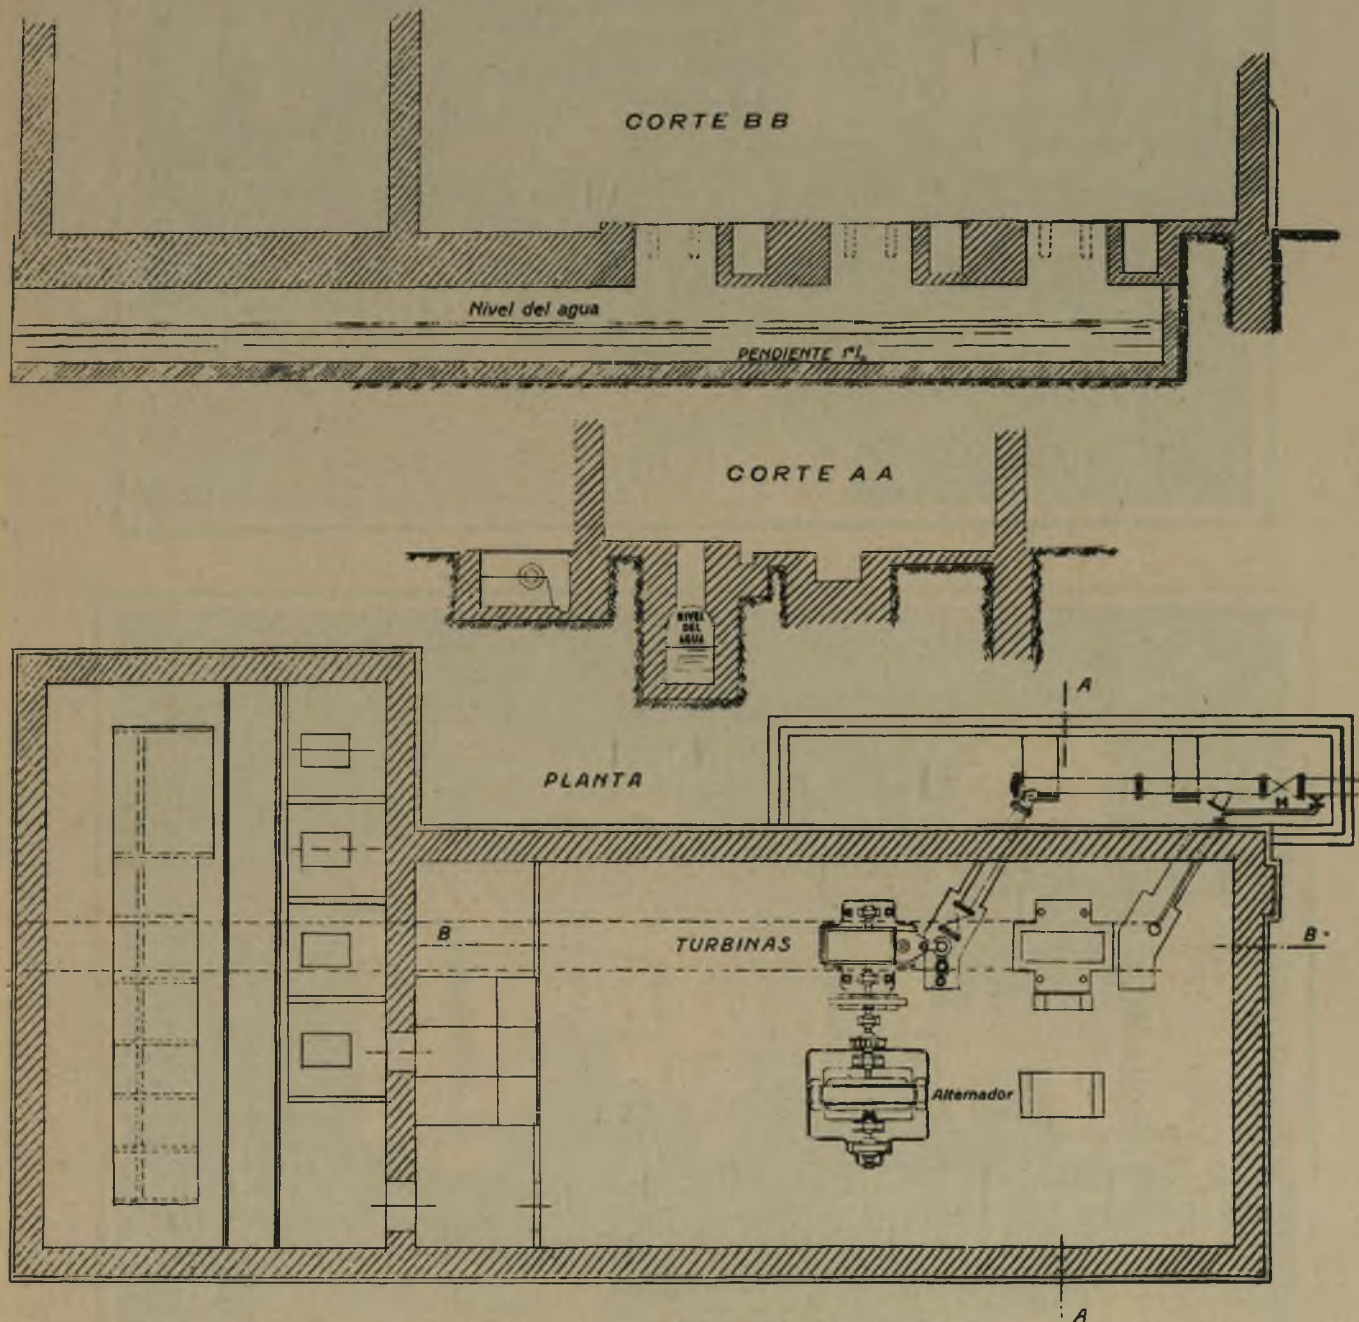 CORTE BB
Nivel del agua
PENDIENTE 1%
CORTE AA
NIVEL
DEL
AGUA
A
PLANTA
B
TURBINAS
B
Alternador
A